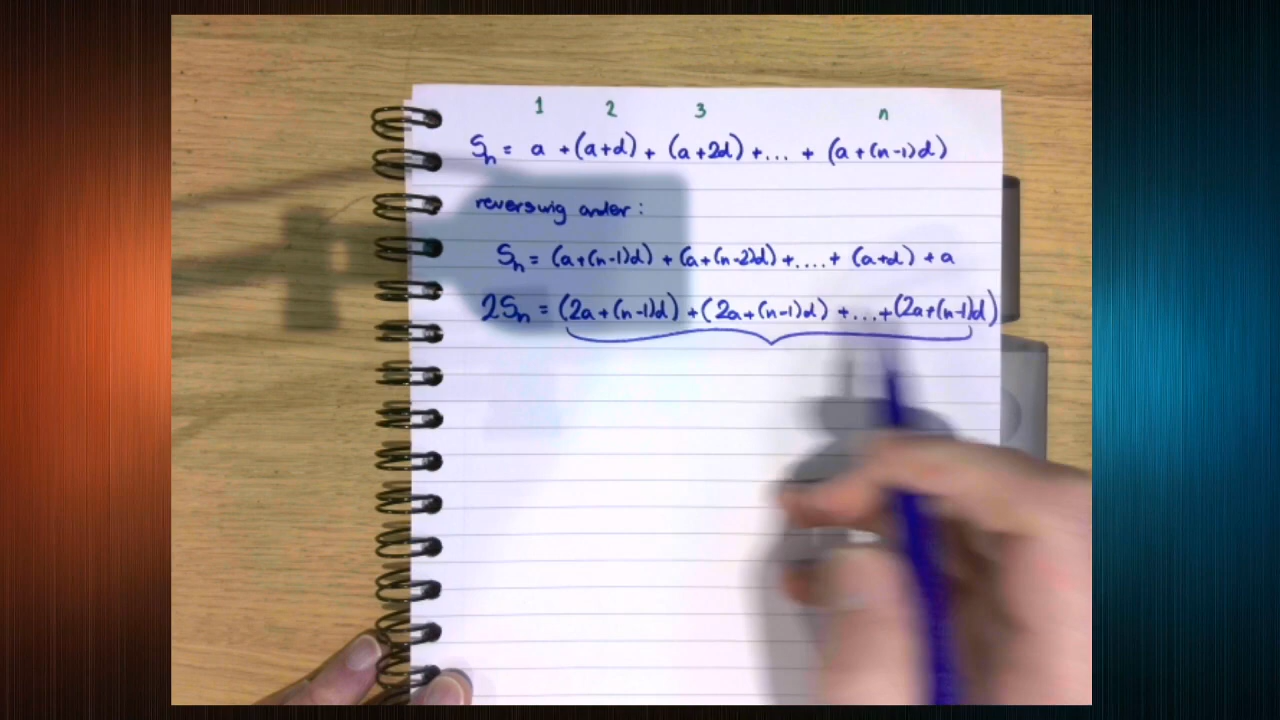 1 2 3 n
Sn = a + (a+d) + (a+2d) +... + (a+(n-1)d)
reversing order :
Sn = (a+(n-1)d) + (a+(n-2)d) +.... + (a+d) + a
2Sn = (2a+(n-1)d) + (2a+(n-1)d) +...+ (2a+(n-1)d)